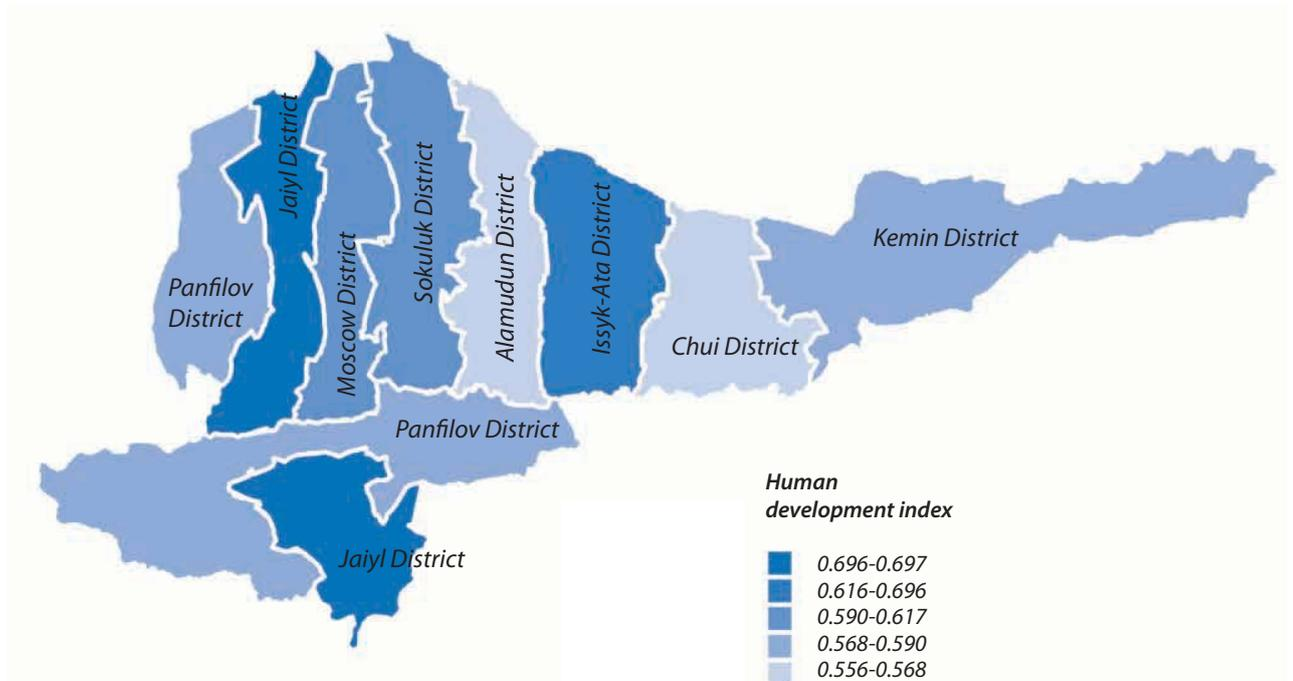 Jaiyl District
Panfilov
District
Moscow District
Sokuluk District
Alamudun District
Issyk-Ata District
Chui District
Kemin District
Panfilov District
Jaiyl District
Human
development index
0.696-0.697
0.616-0.696
0.590-0.617
0.568-0.590
0.556-0.568